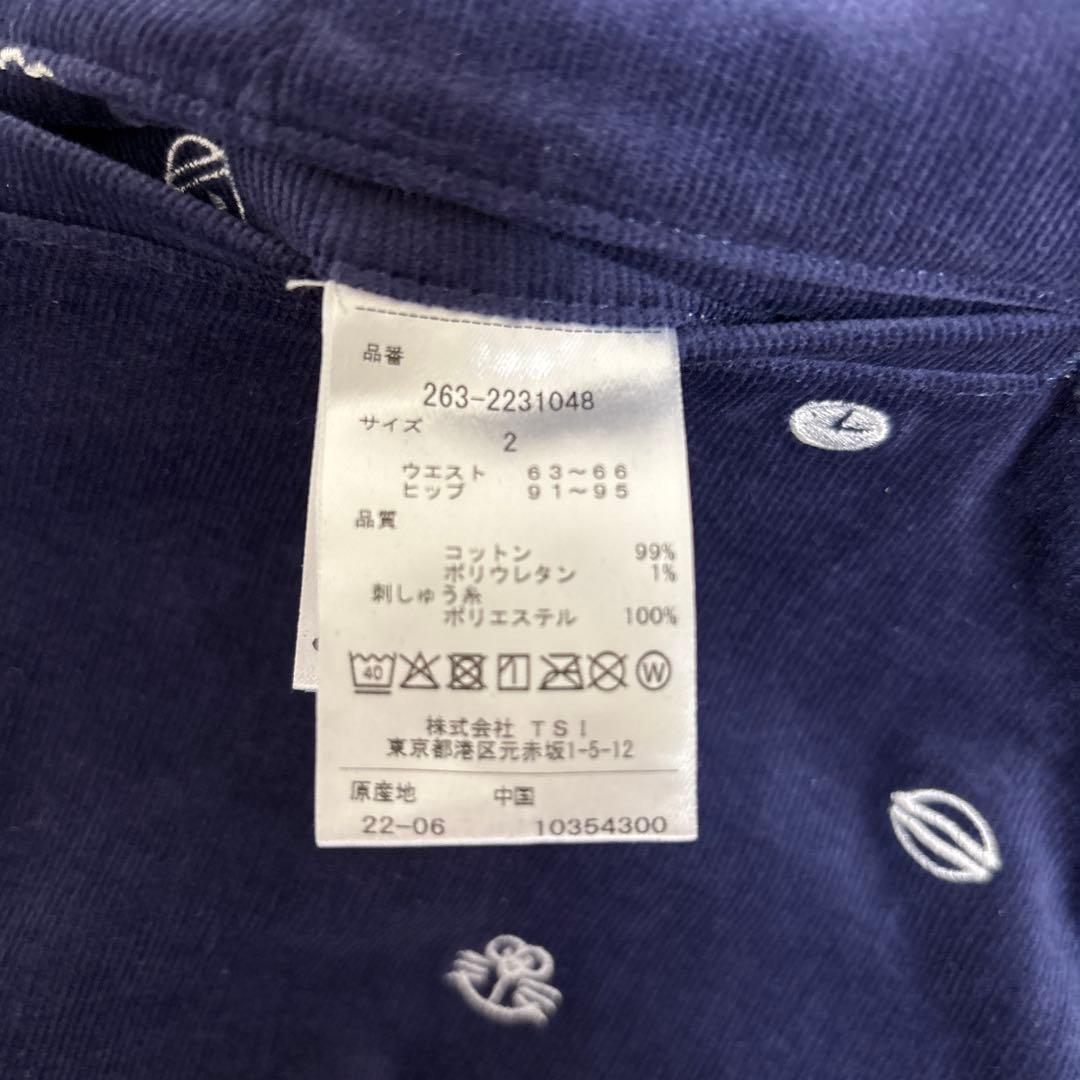 品番
263-2231048
サイズ
2
ウエスト 63～66
ヒップ 91～95
品質
コットン 99%
ポリウレタン 1%
刺しゅう糸
ポリエステル 100%
40 W
株式会社 TSI
東京都港区元赤坂1-5-12
原産地 中国
22-06 10354300